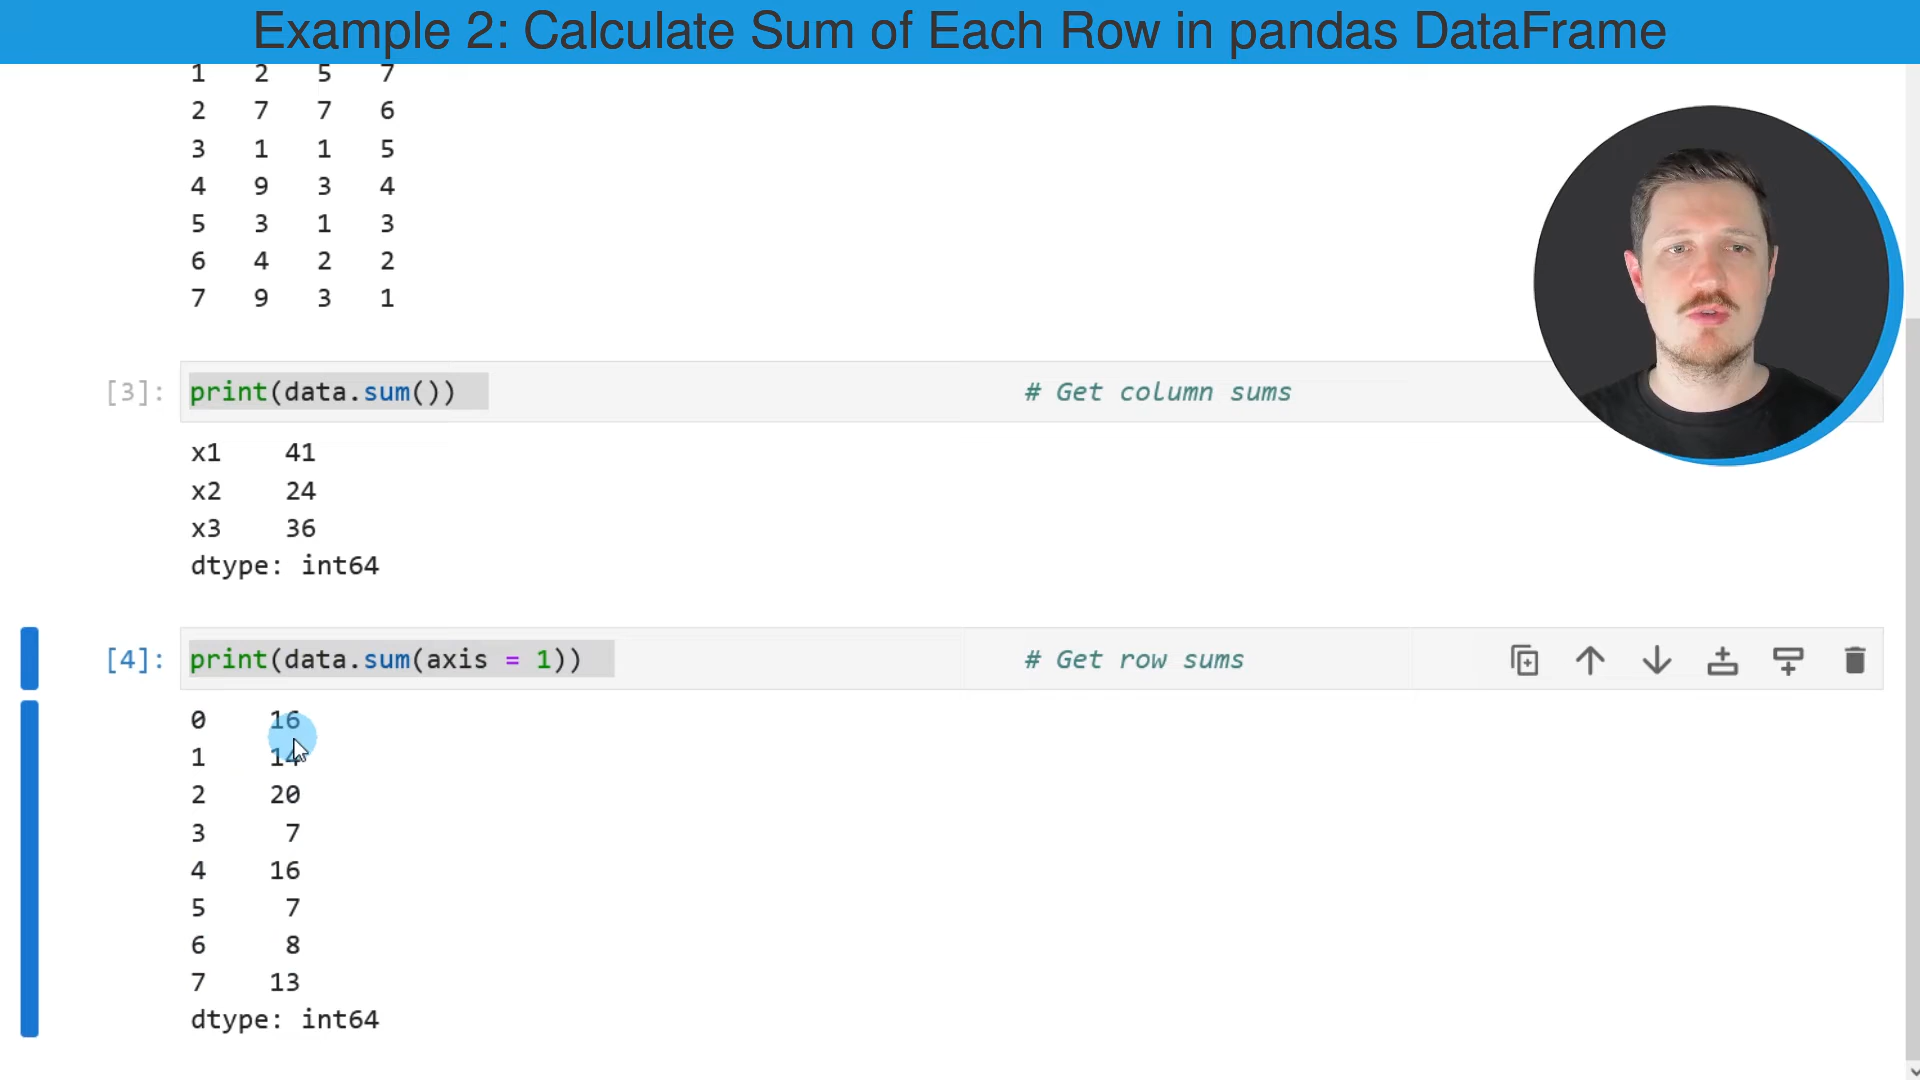 Example 2: Calculate Sum of Each Row in pandas DataFrame
1 2 5 7
2 7 7 6
3 1 1 5
4 9 3 4
5 3 1 3
6 4 2 2
7 9 3 1
[3]: print(data.sum()) # Get column sums
x1 41
x2 24
x3 36
dtype: int64
[4]: print(data.sum(axis = 1)) # Get row sums
0 16
1 14
2 20
3 7
4 16
5 7
6 8
7 13
dtype: int64